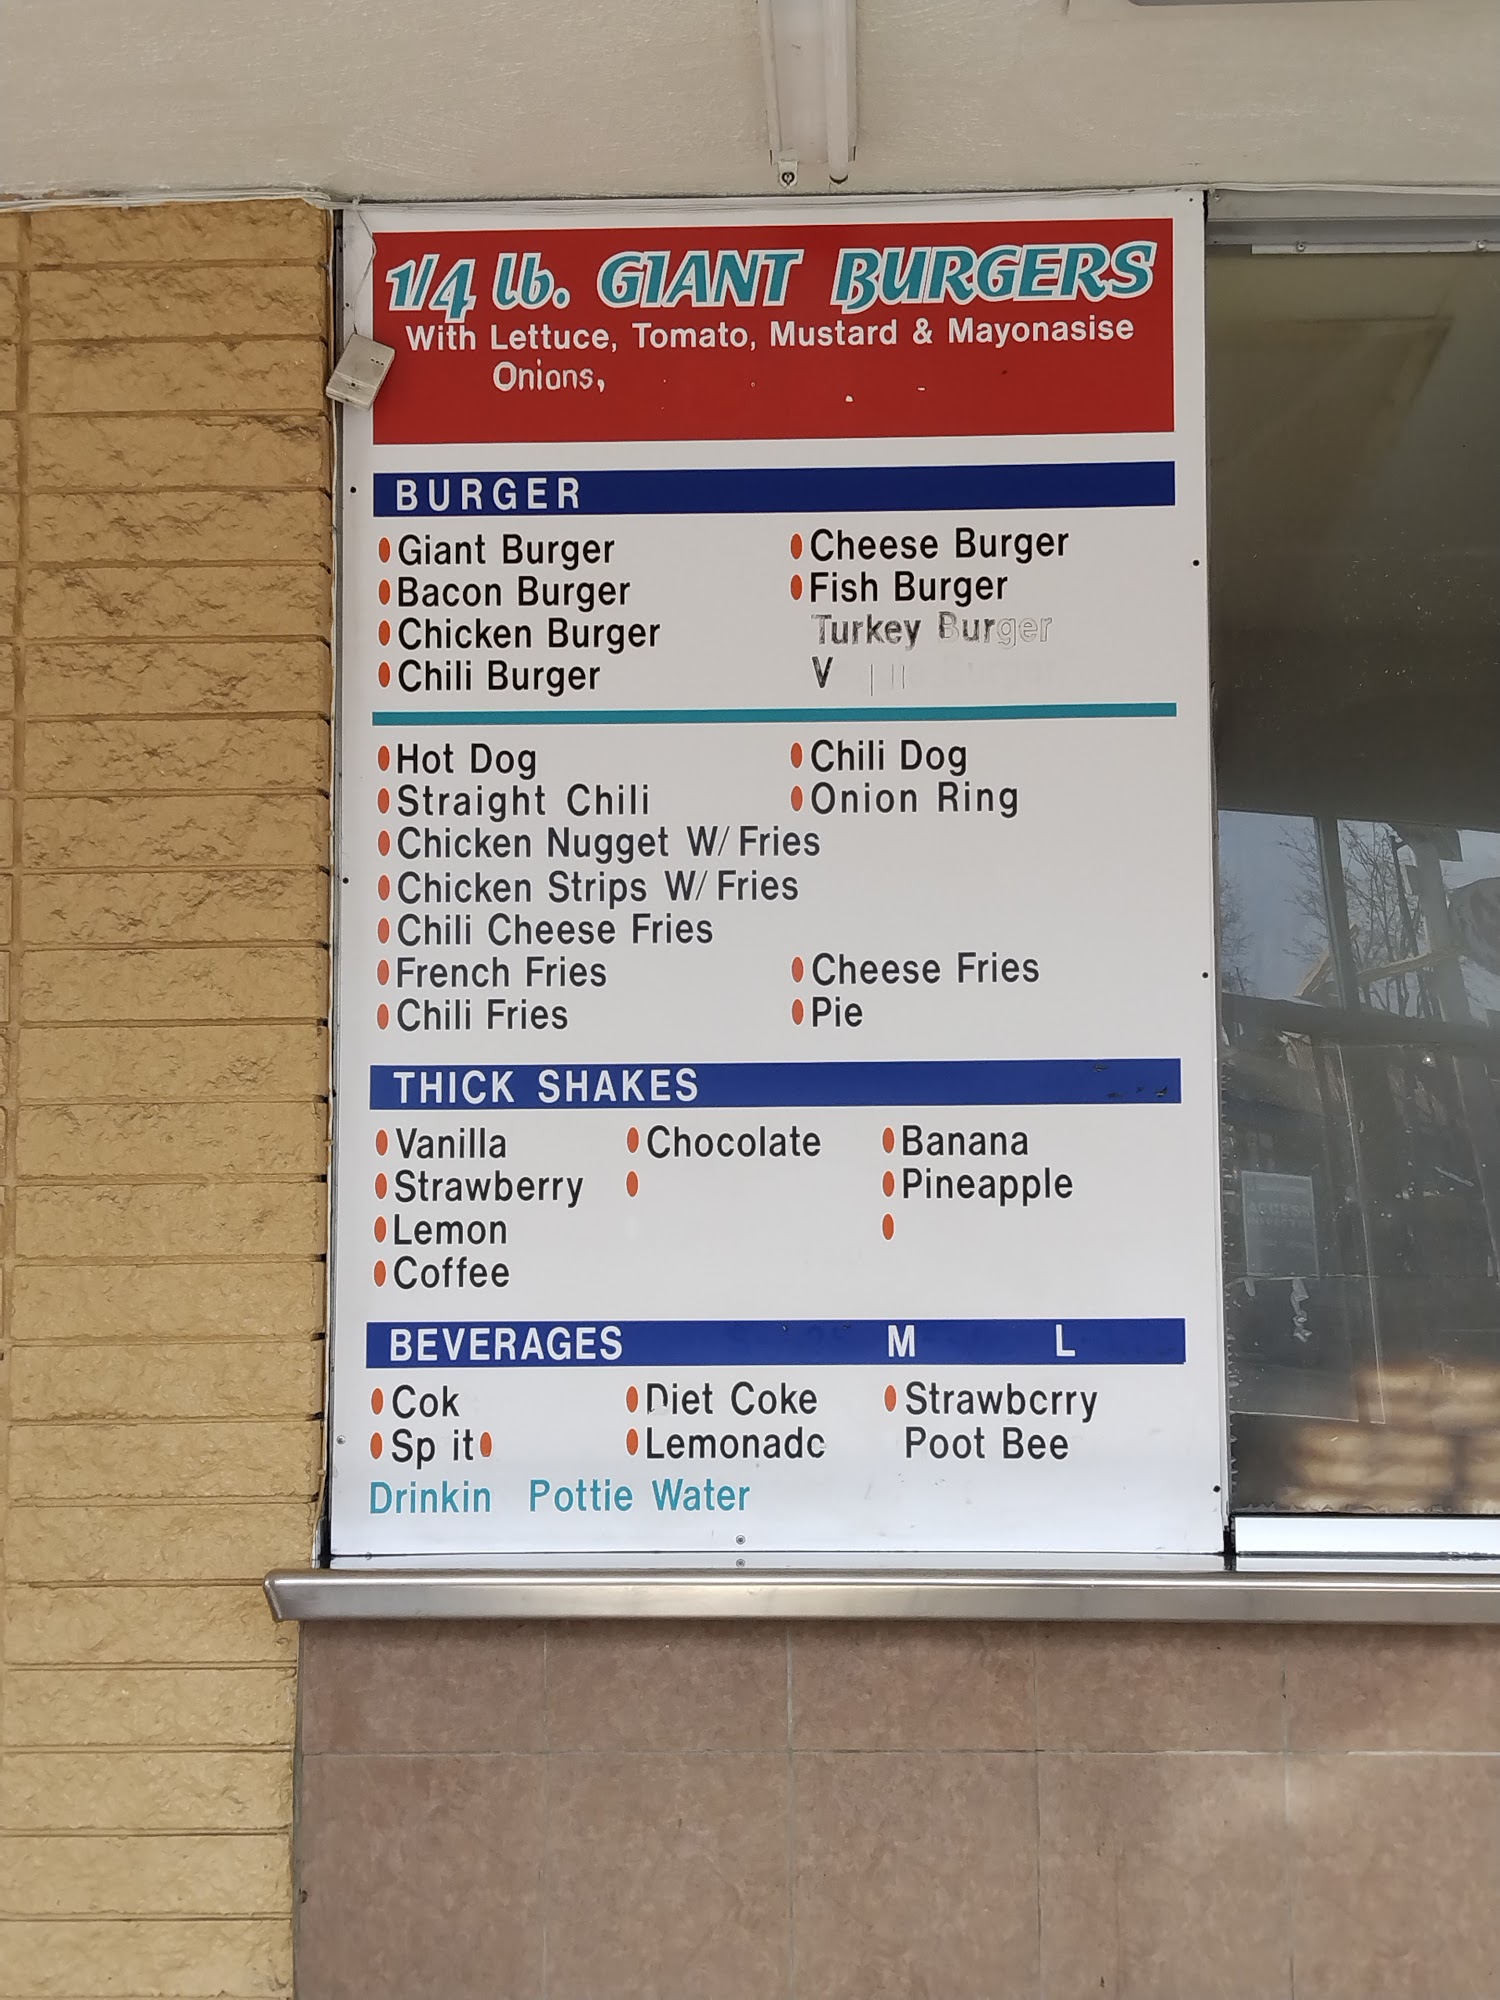 1/4 lb. GIANT BURGERS
With Lettuce, Tomato, Mustard & Mayonasise
Onions,
BURGER
Giant Burger Cheese Burger
Bacon Burger Fish Burger
Chicken Burger Turkey Burger
Chili Burger V
Hot Dog Chili Dog
Straight Chili Onion Ring
Chicken Nugget W/ Fries
Chicken Strips W/ Fries
Chili Cheese Fries
French Fries Cheese Fries
Chili Fries Pie
THICK SHAKES
Vanilla Chocolate Banana
Strawberry Pineapple
Lemon
Coffee
BEVERAGES M L
Cok Diet Coke Strawbcrry
Sp it Lemonadc Poot Bee
Drinkin Pottie Water